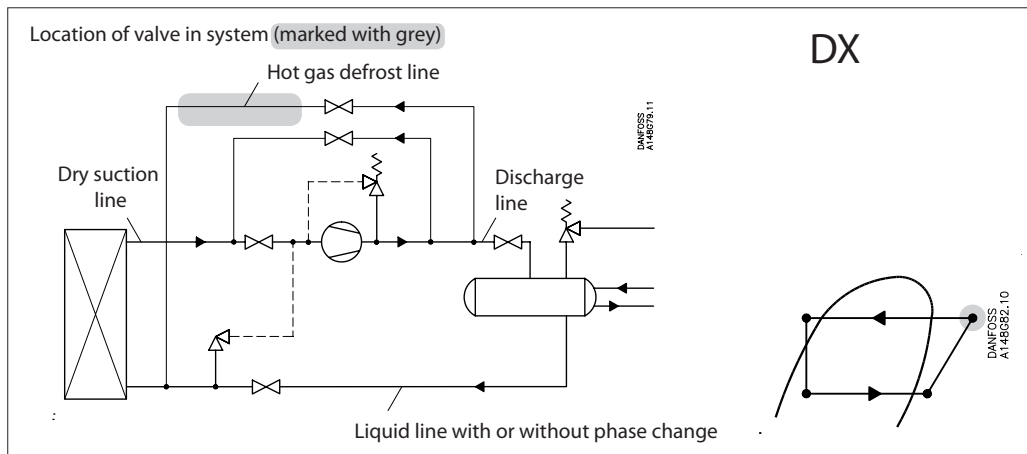 Location of valve in system (marked with grey)
DX
Hot gas defrost line
DANFOSS
A148G79.11
Dry suction
line
Discharge
line
DANFOSS
A148G82.10
Liquid line with or without phase change